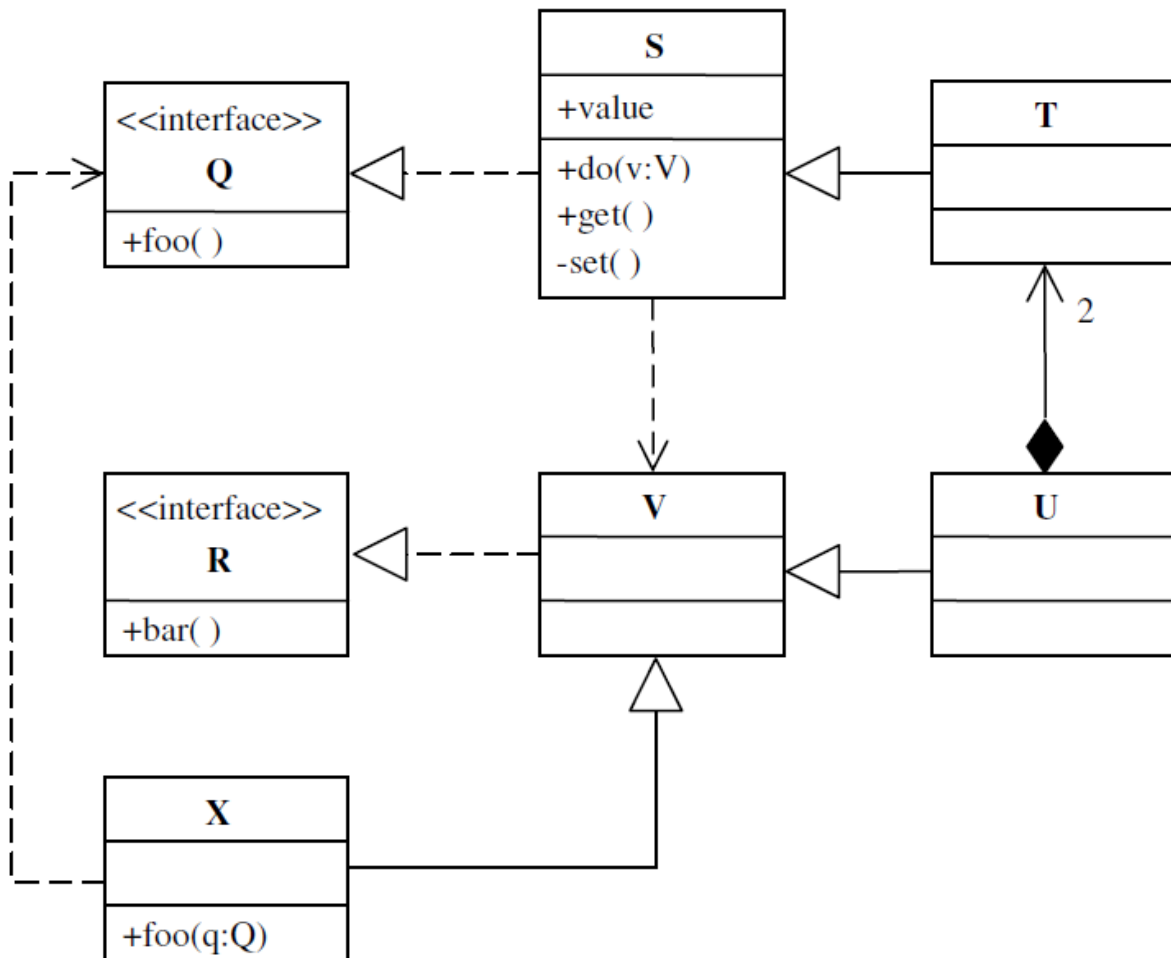 <<interface>>
Q
+foo( )
S
+value
+do(v:V)
+get( )
-set( )
T
2
<<interface>>
R
+bar( )
V
U
X
+foo(q:Q)